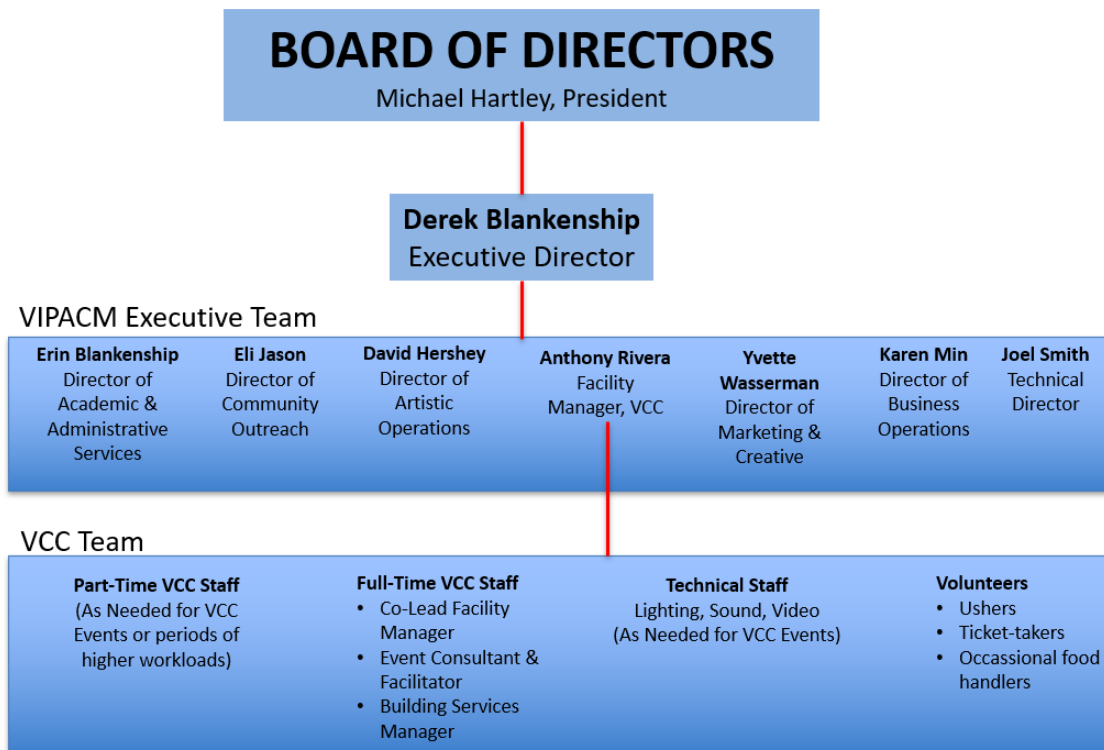 BOARD OF DIRECTORS
Michael Hartley, President
Derek Blankenship
Executive Director
VIPACM Executive Team
Erin Blankenship
Director of
Academic &
Administrative
Services
Eli Jason
Director of
Community
Outreach
David Hershey
Director of
Artistic
Operations
Anthony Rivera
Facility
Manager, VCC
Yvette
Wasserman
Director of
Marketing &
Creative
Karen Min
Director of
Business
Operations
Joel Smith
Technical
Director
VCC Team
Part-Time VCC Staff
(As Needed for VCC
Events or periods of
higher workloads)
Full-Time VCC Staff
• Co-Lead Facility
Manager
• Event Consultant &
Facilitator
• Building Services
Manager
Technical Staff
Lighting, Sound, Video
(As Needed for VCC Events)
Volunteers
• Ushers
• Ticket-takers
• Occassional food
handlers